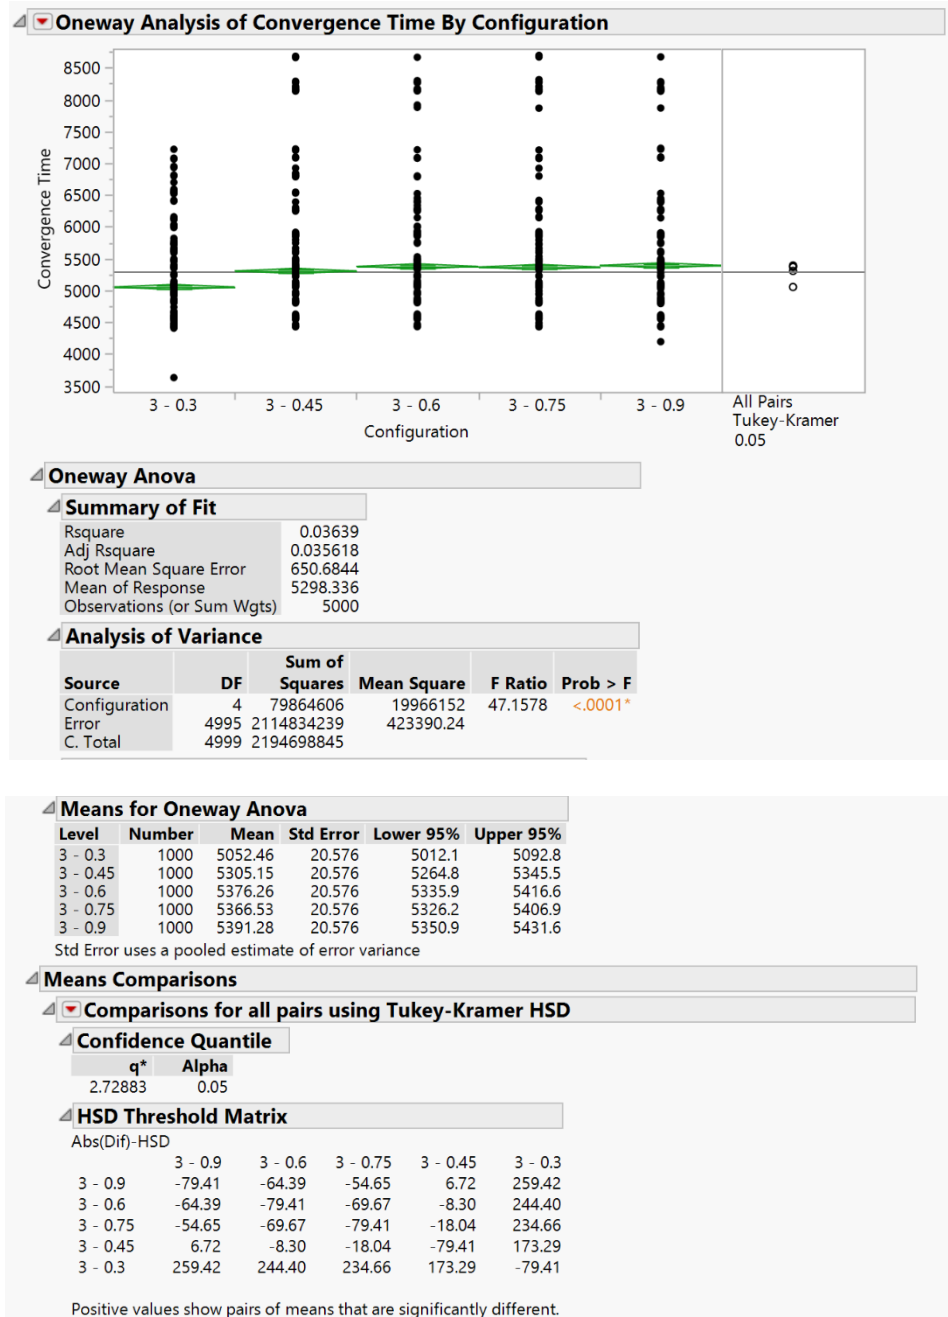 Oneway Analysis of Convergence Time By Configuration
8500
8000
7500
7000
6500
6000
5500
5000
4500
4000
3500
Convergence Time
3 - 0.3 3 - 0.45 3 - 0.6 3 - 0.75 3 - 0.9
Configuration
All Pairs
Tukey-Kramer
0.05
Oneway Anova
Summary of Fit
Rsquare 0.03639
Adj Rsquare 0.035618
Root Mean Square Error 650.6844
Mean of Response 5298.336
Observations (or Sum Wgts) 5000
Analysis of Variance
Sum of
Source DF Squares Mean Square F Ratio Prob > F
Configuration 4 79864606 19966152 47.1578 <.0001*
Error 4995 2114834239 423390.24
C. Total 4999 2194698845
Means for Oneway Anova
Level Number Mean Std Error Lower 95% Upper 95%
3 - 0.3 1000 5052.46 20.576 5012.1 5092.8
3 - 0.45 1000 5305.15 20.576 5264.8 5345.5
3 - 0.6 1000 5376.26 20.576 5335.9 5416.6
3 - 0.75 1000 5366.53 20.576 5326.2 5406.9
3 - 0.9 1000 5391.28 20.576 5350.9 5431.6
Std Error uses a pooled estimate of error variance
Means Comparisons
Comparisons for all pairs using Tukey-Kramer HSD
Confidence Quantile
q* Alpha
2.72883 0.05
HSD Threshold Matrix
Abs(Dif)-HSD
3 - 0.9 3 - 0.6 3 - 0.75 3 - 0.45 3 - 0.3
3 - 0.9 -79.41 -64.39 -54.65 6.72 259.42
3 - 0.6 -64.39 -79.41 -69.67 -8.30 244.40
3 - 0.75 -54.65 -69.67 -79.41 -18.04 234.66
3 - 0.45 6.72 -8.30 -18.04 -79.41 173.29
3 - 0.3 259.42 244.40 234.66 173.29 -79.41
Positive values show pairs of means that are significantly different.